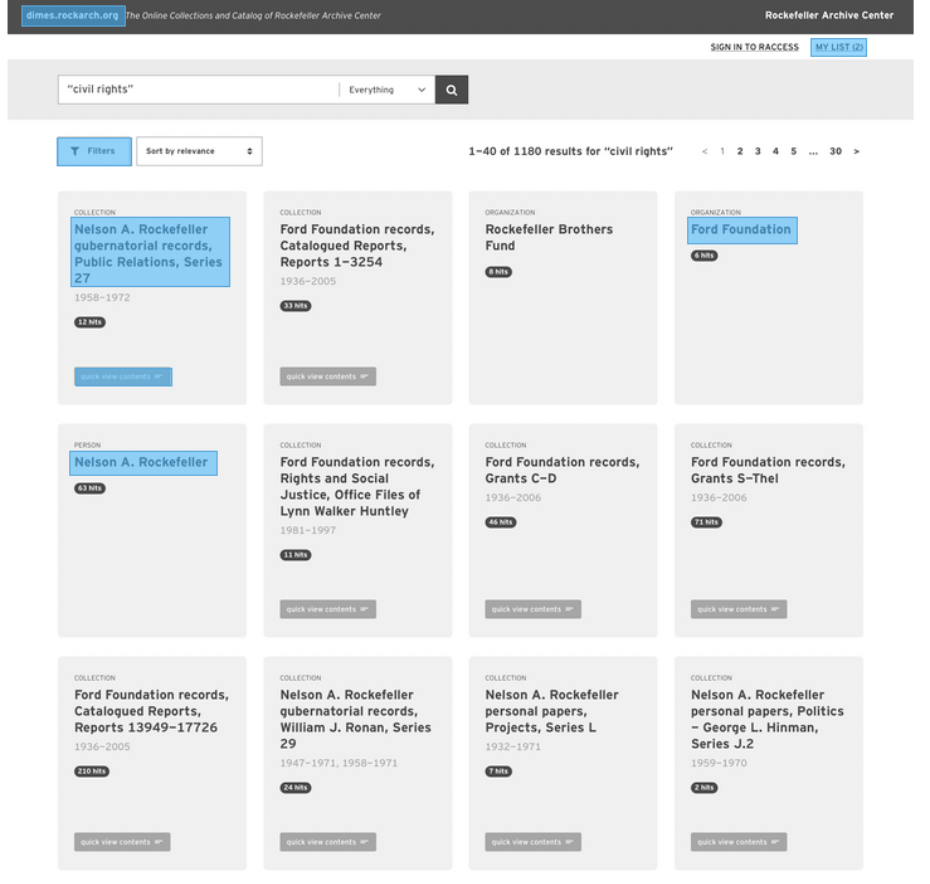 dimes.rockarch.org The Online Collections and Catalog of Rockefeller Archive Center Rockefeller Archive Center
SIGN IN TO RACCESS MY LIST (2)
“civil rights” Everything
Filters Sort by relevance 1–40 of 1180 results for “civil rights” < 1 2 3 4 5 ... 30 >
COLLECTION
Nelson A. Rockefeller
gubernatorial records,
Public Relations, Series
27
1958–1972
12 hits
quick view contents
COLLECTION
Ford Foundation records,
Catalogued Reports,
Reports 1–3254
1936–2005
33 hits
quick view contents
ORGANIZATION
Rockefeller Brothers
Fund
8 hits
ORGANIZATION
Ford Foundation
6 hits
PERSON
Nelson A. Rockefeller
63 hits
COLLECTION
Ford Foundation records,
Rights and Social
Justice, Office Files of
Lynn Walker Huntley
1981–1997
11 hits
quick view contents
COLLECTION
Ford Foundation records,
Grants C–D
1936–2006
46 hits
quick view contents
COLLECTION
Ford Foundation records,
Grants S–Thel
1936–2006
71 hits
quick view contents
COLLECTION
Ford Foundation records,
Catalogued Reports,
Reports 13949–17726
1936–2005
210 hits
quick view contents
COLLECTION
Nelson A. Rockefeller
gubernatorial records,
William J. Ronan, Series
29
1947–1971, 1958–1971
24 hits
quick view contents
COLLECTION
Nelson A. Rockefeller
personal papers,
Projects, Series L
1932–1971
7 hits
quick view contents
COLLECTION
Nelson A. Rockefeller
personal papers, Politics
– George L. Hinman,
Series J.2
1959–1970
2 hits
quick view contents